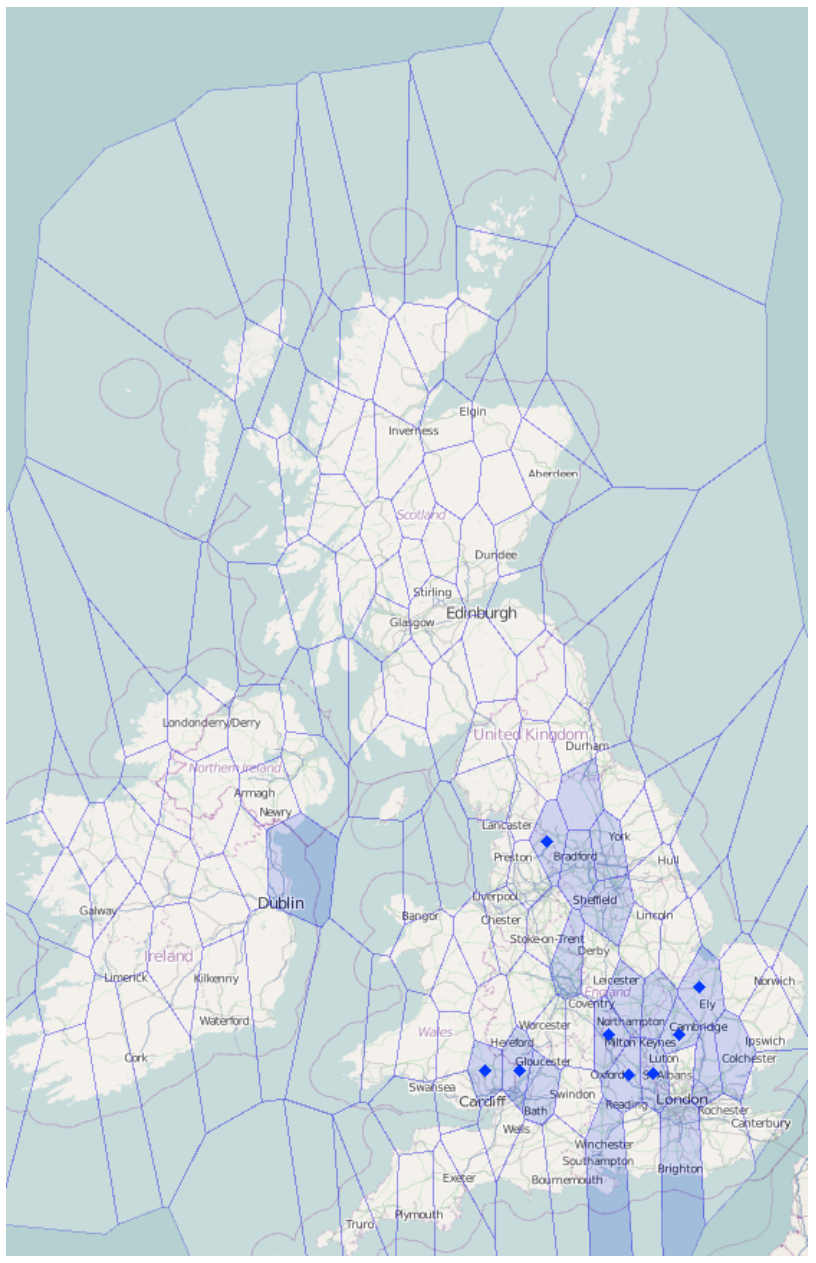 Elgin
Inverness
Aberdeen
Scotland
Dundee
Stirling
Edinburgh
Glasgow
Londonderry/Derry
United Kingdom
Durham
Northern Ireland
Armagh
Newry
Lancaster
York
Preston
Bradford
Hull
Liverpool
Sheffield
Dublin
Galway
Bangor
Chester
Lincoln
Stoke-on-Trent
Derby
Ireland
Limerick
Kilkenny
Leicester
Norwich
England
Coventry
Ely
Waterford
Worcester
Northampton
Cambridge
Wales
Hereford
Milton Keynes
Ipswich
Cork
Gloucester
Luton
Colchester
Oxford
St Albans
Swansea
Cardiff
Swindon
London
Bath
Reading
Rochester
Canterbury
Wells
Winchester
Southampton
Brighton
Exeter
Bournemouth
Plymouth
Truro